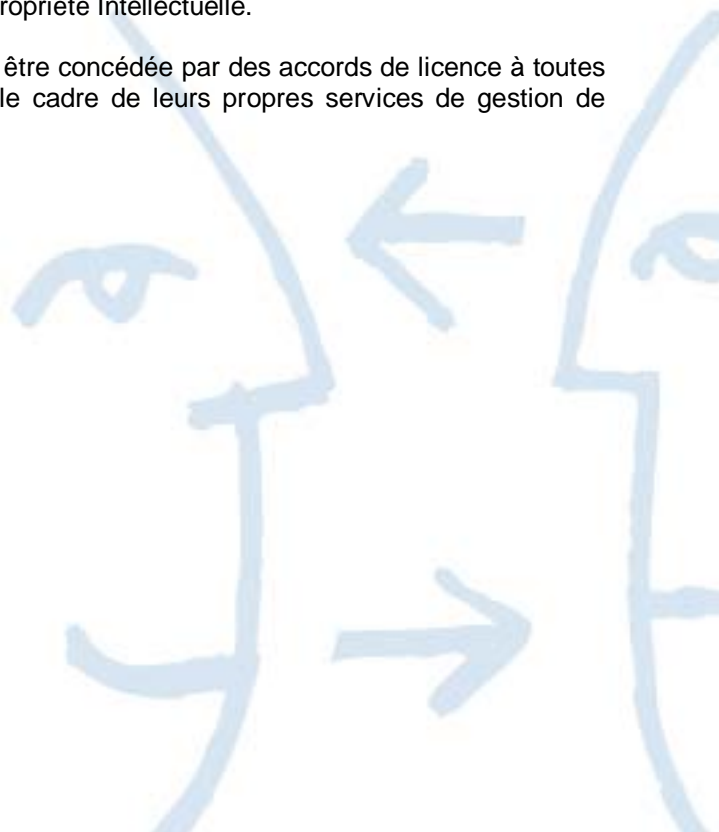 ropriété Intellectuelle.
être concédée par des accords de licence à toutes
le cadre de leurs propres services de gestion de